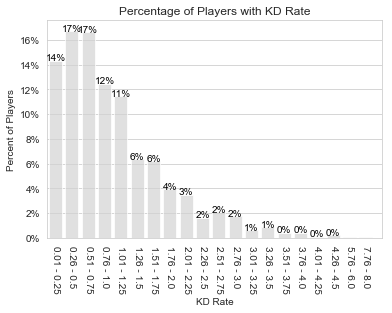 Percentage of Players with KD Rate
Percent of Players
16%
14%
12%
10%
8%
6%
4%
2%
0%
14%
17%
17%
12%
11%
6%
6%
4%
3%
2%
2%
2%
1%
1%
0%
0%
0%
0%
0.01 - 0.25
0.26 - 0.5
0.51 - 0.75
0.76 - 1.0
1.01 - 1.25
1.26 - 1.5
1.51 - 1.75
1.76 - 2.0
2.01 - 2.25
2.26 - 2.5
2.51 - 2.75
2.76 - 3.0
3.01 - 3.25
3.26 - 3.5
3.51 - 3.75
3.76 - 4.0
4.01 - 4.25
4.26 - 4.5
5.76 - 6.0
7.76 - 8.0
KD Rate